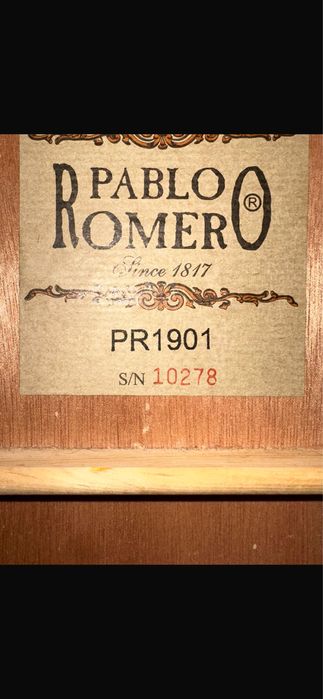 PABLO
ROMERO ®
Since 1817
PR1901
S/N 10278